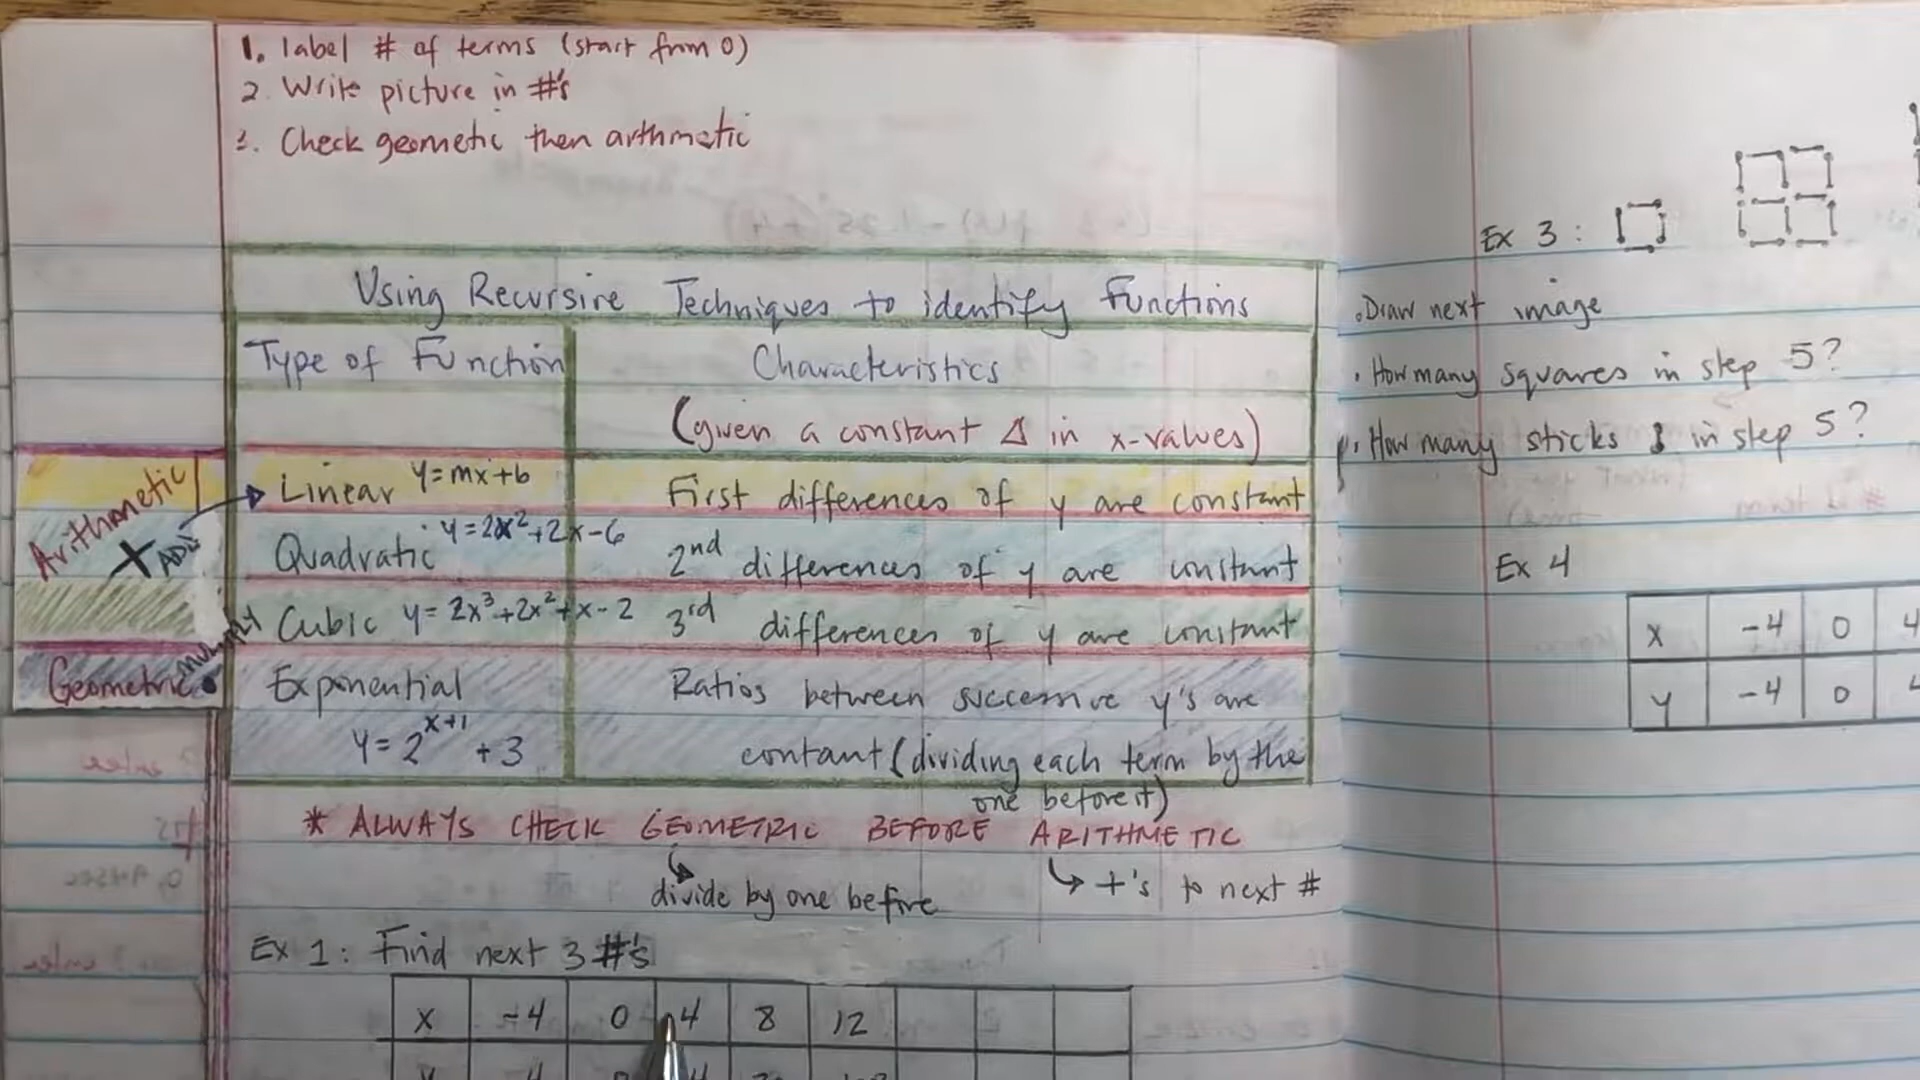 1. label # of terms (start from 0)
2. Write picture in #'s
3. Check geometic then arthmetic
Using Recursive Techniques to identify Functions
Type of Function
Characteristics
(given a constant Δ in x-values)
Arithmetic
ADD
Linear y=mx+b
First differences of y are constant
Quadratic y=2x²+2x-6
2nd differences of y are constant
Cubic y=2x³+2x²+x-2
3rd differences of y are constant
Geometric
Exponential
y=2^x+1 +3
Ratios between successive y's are
contant (dividing each term by the
one before it)
* ALWAYS CHECK GEOMETRIC BEFORE ARITHMETIC
divide by one before
+'s to next #
Ex 1: Find next 3 #'s
X -4 0 4 8 12
Ex 3:
.Draw next image
. How many squares in step 5?
. How many sticks in step 5?
Ex 4
X -4 0 4
y -4 0